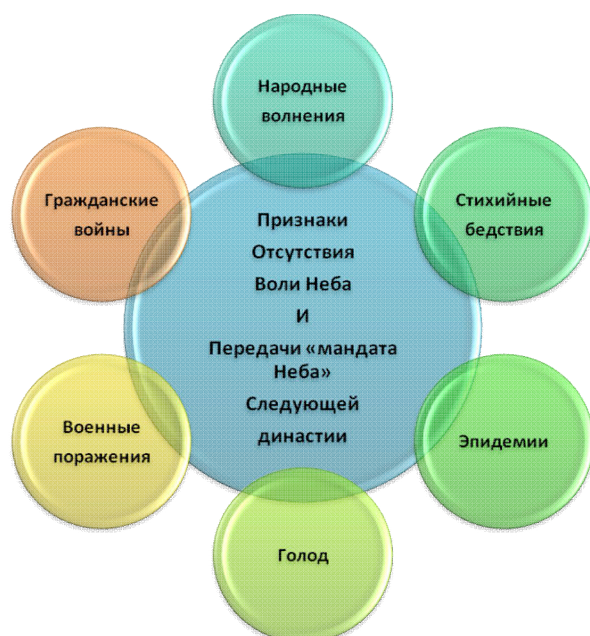 Народные
волнения
Стихийные
бедствия
Эпидемии
Голод
Военные
поражения
Гражданские
войны
Признаки
Отсутствия
Воли Неба
И
Передачи «мандата
Неба»
Следующей
династии